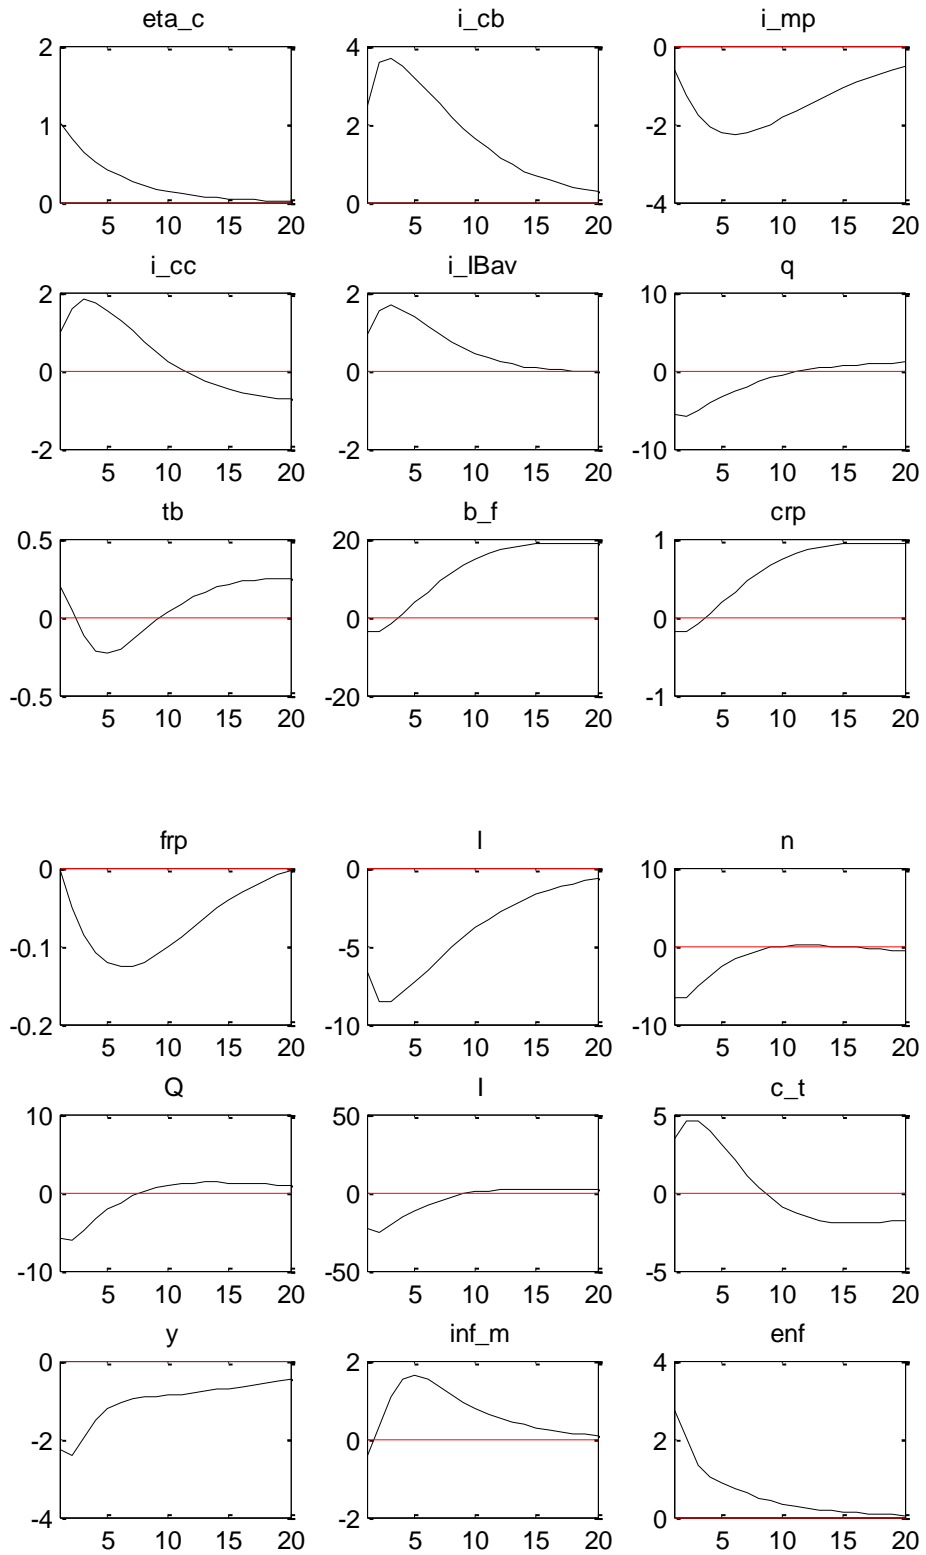 eta_c i_cb i_mp
2 4 0
1 2 -2
0 0 -4
5 10 15 20 5 10 15 20 5 10 15 20
i_cc i_IBav q
2 2 10
0 0 0
-2 -2 -10
5 10 15 20 5 10 15 20 5 10 15 20
tb b_f crp
0.5 20 1
0 0 0
-0.5 -20 -1
5 10 15 20 5 10 15 20 5 10 15 20
frp l n
0 0 10
-0.1 -5 0
-0.2 -10 -10
5 10 15 20 5 10 15 20 5 10 15 20
Q I c_t
10 50 5
0 0 0
-10 -50 -5
5 10 15 20 5 10 15 20 5 10 15 20
y inf_m enf
0 2 4
-2 0 2
-4 -2 0
5 10 15 20 5 10 15 20 5 10 15 20